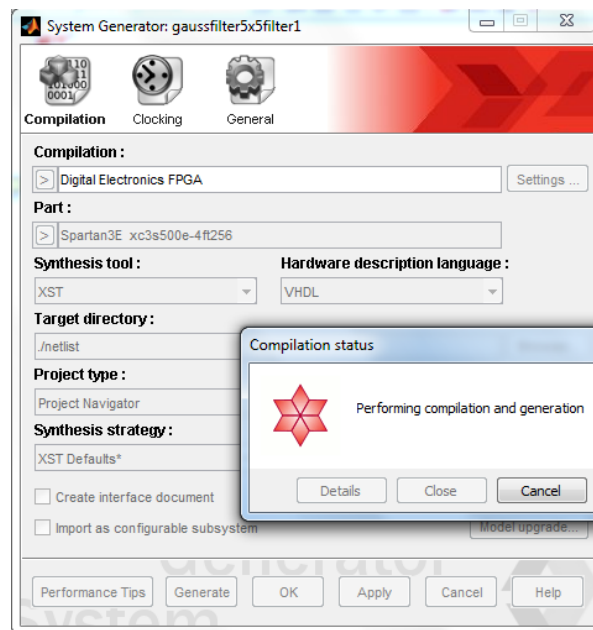 System Generator: gaussfilter5x5filter1
Compilation
Clocking
General
Compilation :
> Digital Electronics FPGA
Settings ...
Part :
> Spartan3E xc3s500e-4ft256
Synthesis tool :
Hardware description language :
XST
VHDL
Target directory :
./netlist
Compilation status
Project type :
Performing compilation and generation
Project Navigator
Synthesis strategy :
XST Defaults*
Details
Close
Cancel
Create interface document
Import as configurable subsystem
Model upgrade...
Performance Tips
Generate
OK
Apply
Cancel
Help
System
Generator